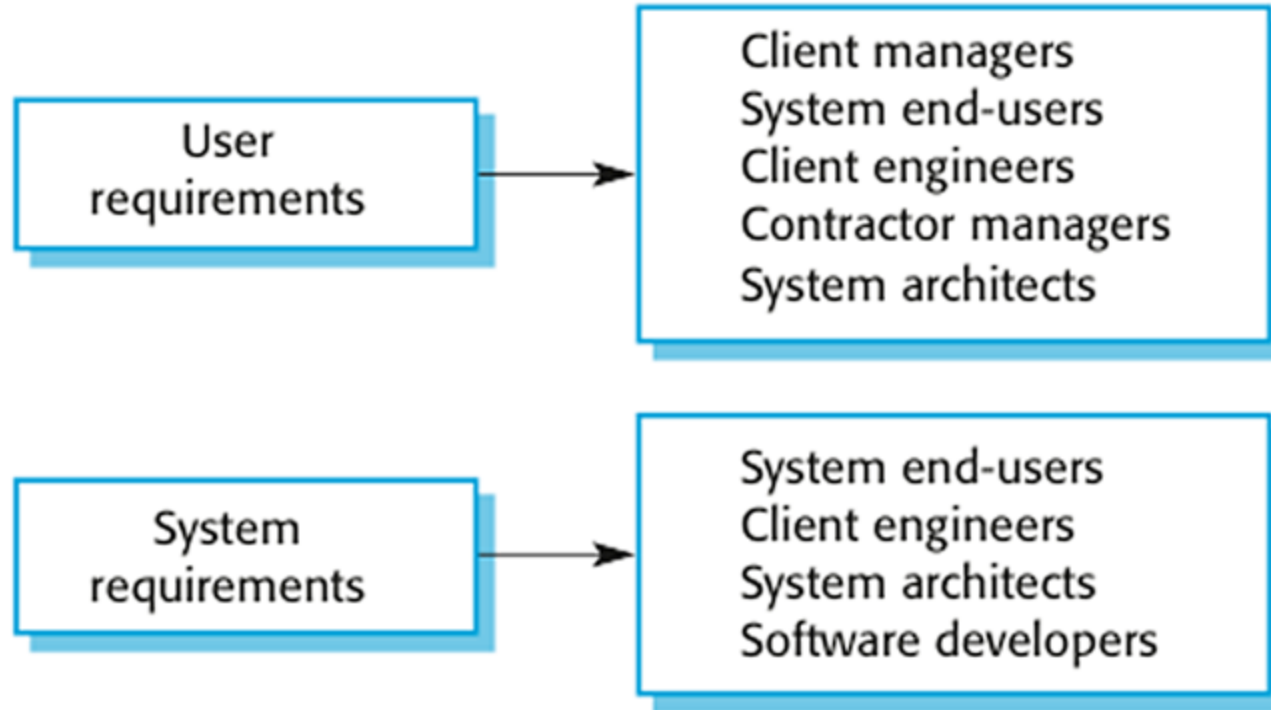 User
requirements
Client managers
System end-users
Client engineers
Contractor managers
System architects
System
requirements
System end-users
Client engineers
System architects
Software developers